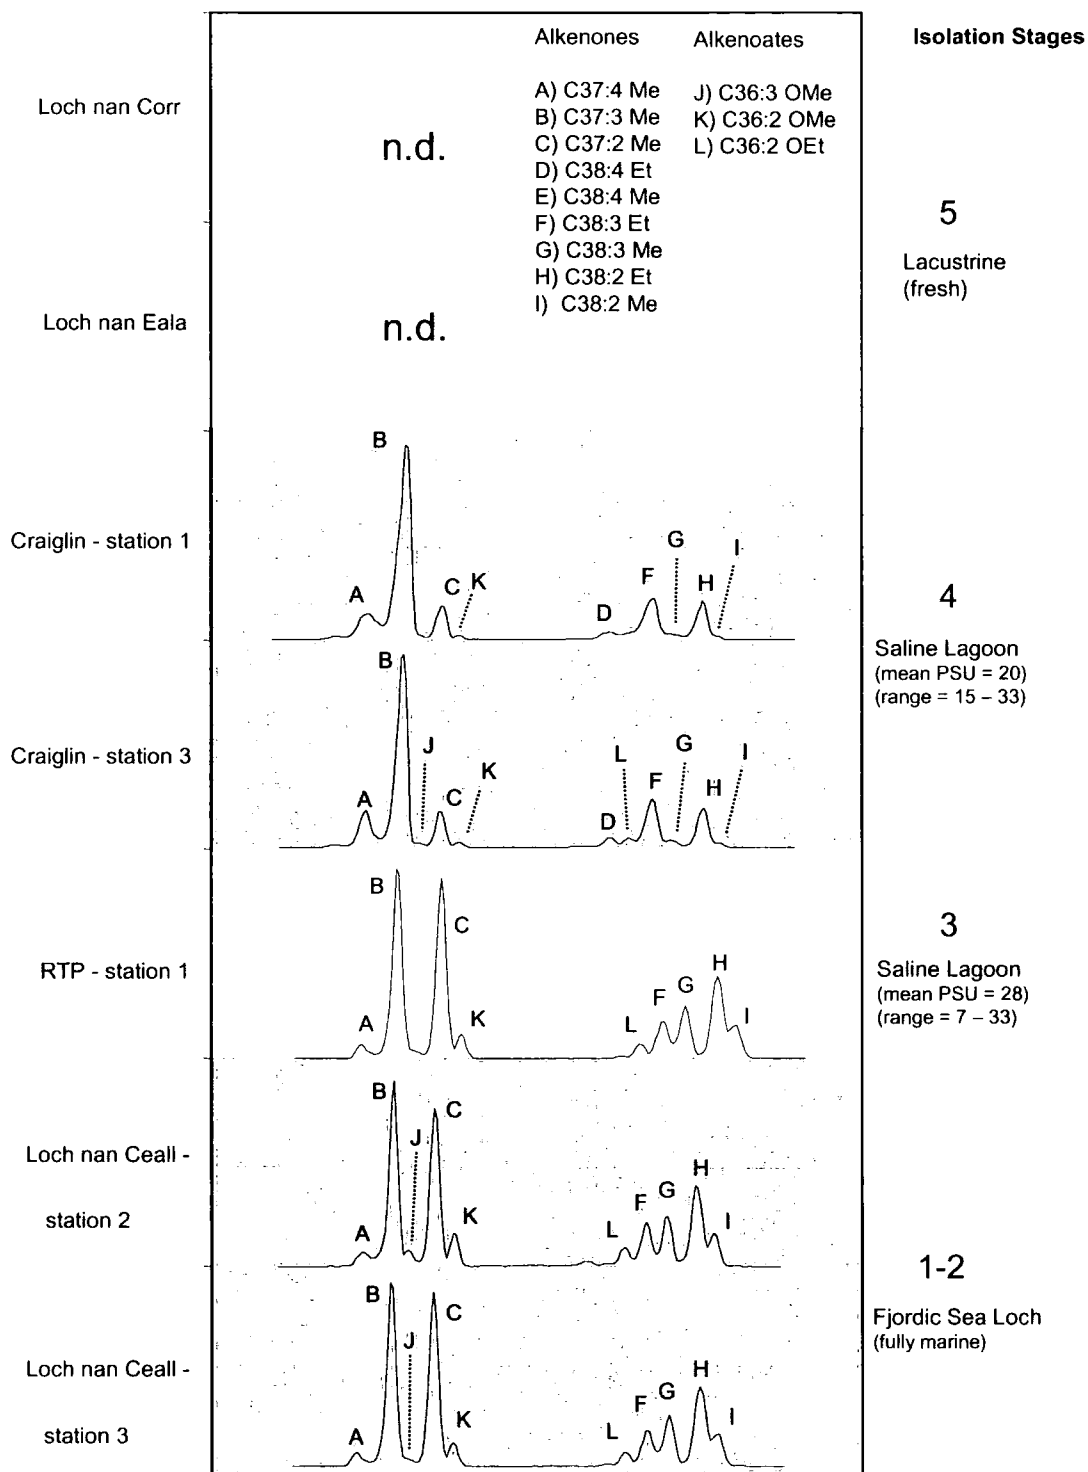 Alkenones Alkenoates Isolation Stages
A) C37:4 Me J) C36:3 OMe
B) C37:3 Me K) C36:2 OMe
C) C37:2 Me L) C36:2 OEt
D) C38:4 Et
E) C38:4 Me
F) C38:3 Et
G) C38:3 Me
H) C38:2 Et
I) C38:2 Me
Loch nan Corr
n.d.
5
Lacustrine
(fresh)
Loch nan Eala
n.d.
B
Craiglin - station 1
A C K D F G H I
4
Saline Lagoon
(mean PSU = 20)
(range = 15 – 33)
B
Craiglin - station 3
A J C K D L F G H I
B
RTP - station 1
A C K L F G H I
3
Saline Lagoon
(mean PSU = 28)
(range = 7 – 33)
B
Loch nan Ceall -
station 2
A J C K L F G H I
1-2
Fjordic Sea Loch
(fully marine)
B
Loch nan Ceall -
station 3
A J C K L F G H I